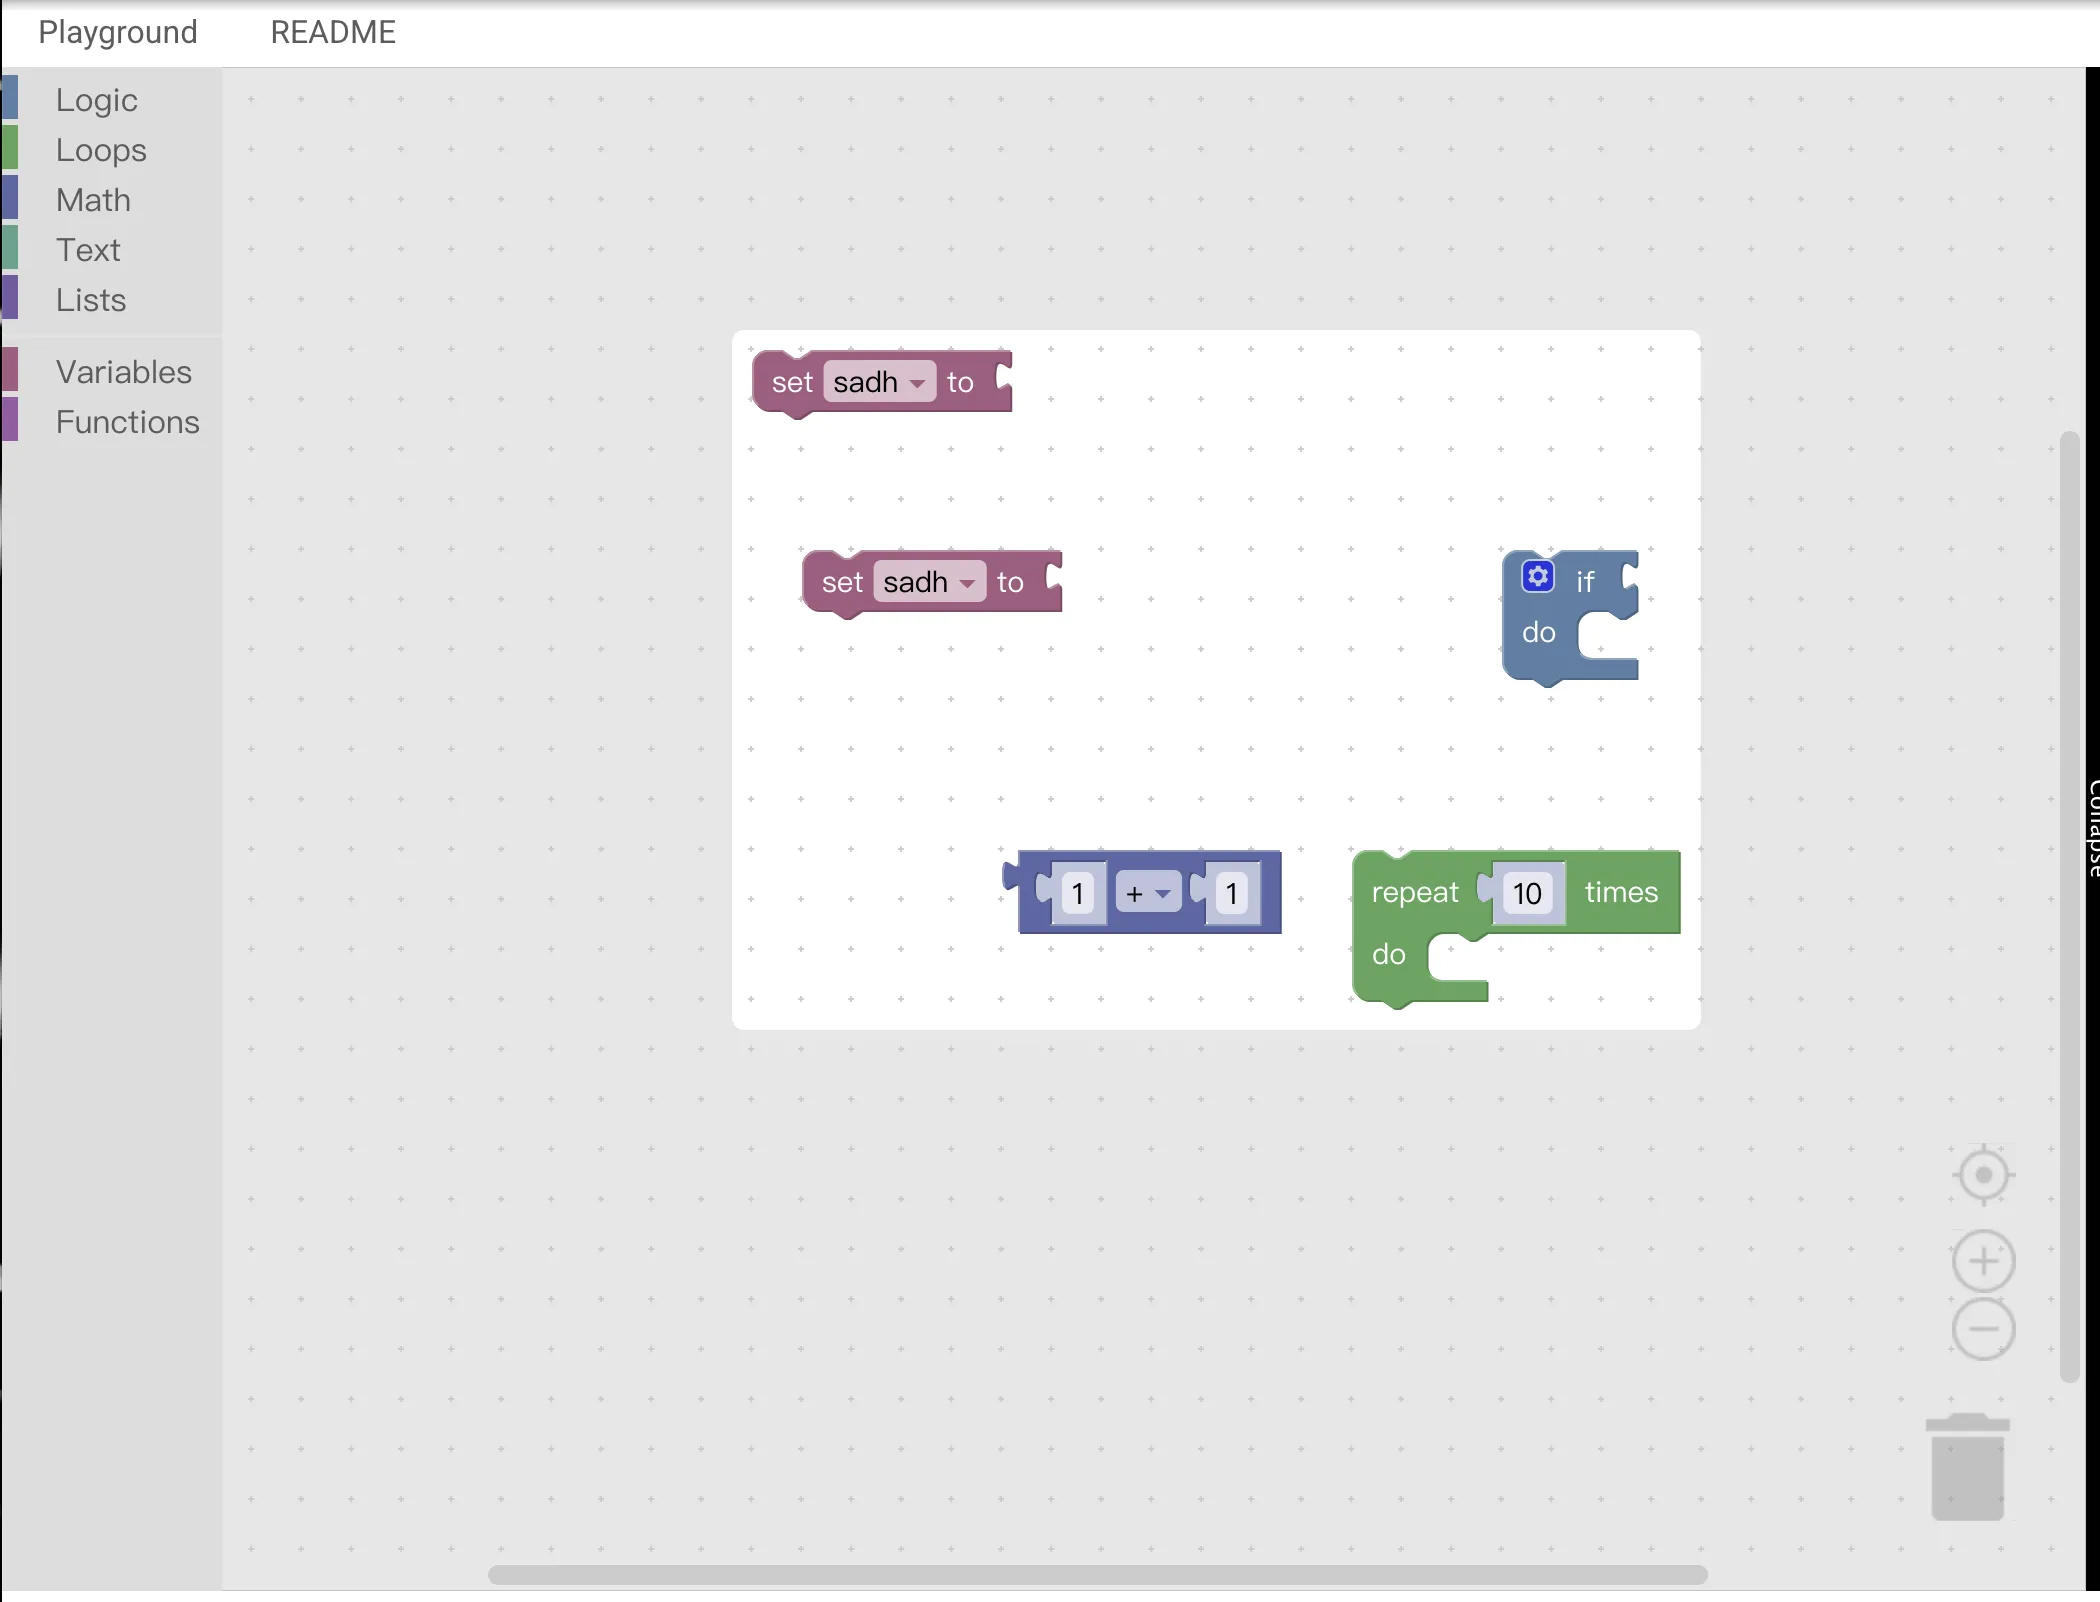 Playground README
Logic
Loops
Math
Text
Lists
Variables
Functions
set sadh to
set sadh to
if
do
1 + 1
repeat 10 times
do
Collapse